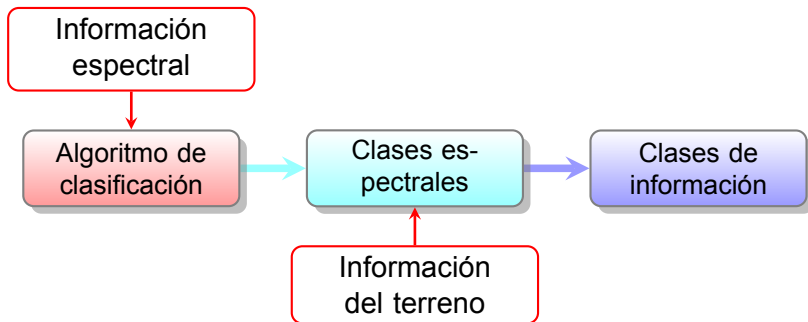 Información
espectral
Algoritmo de
clasificación
Clases es-
pectrales
Clases de
información
Información
del terreno